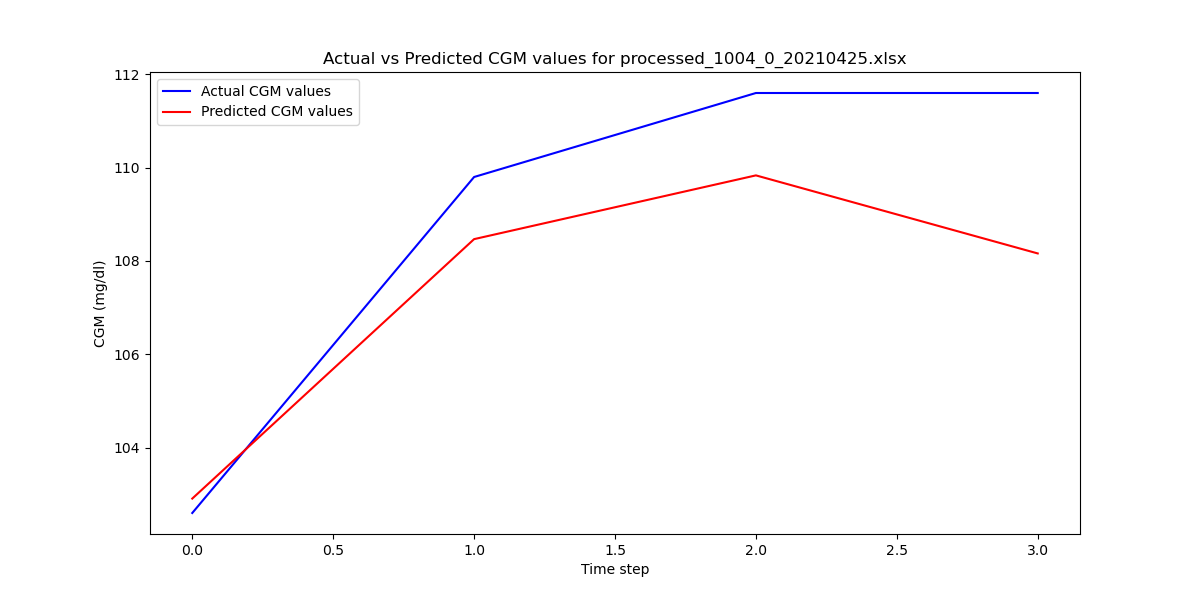 Actual vs Predicted CGM values for processed_1004_0_20210425.xlsx
112
110
108
106
104
CGM (mg/dl)
Actual CGM values
Predicted CGM values
0.0 0.5 1.0 1.5 2.0 2.5 3.0
Time step